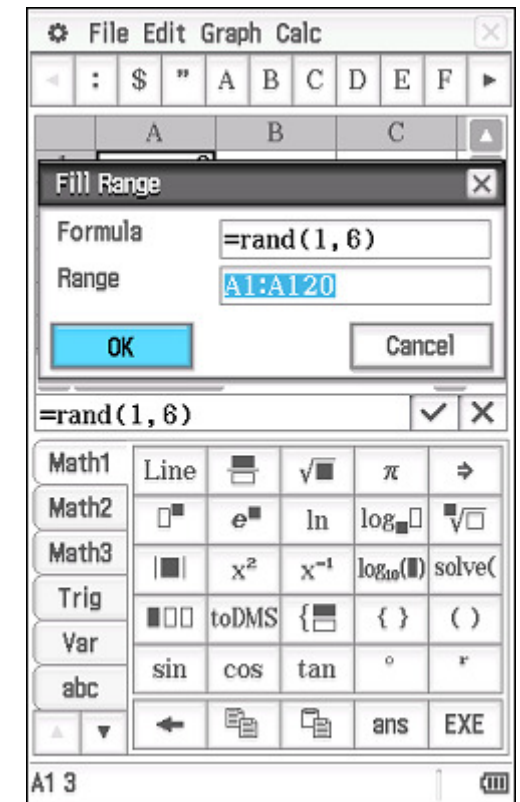 File Edit Graph Calc
: $ " A B C D E F
A B C
Fill Range
Formula =rand(1,6)
Range A1:A120
OK Cancel
=rand(1,6)
Math1 Line √■ π ⇒
Math2 □■ e■ ln log■□ ■√□
Math3 |■| x² x⁻¹ log₁₀(■) solve(
Trig ■□□ toDMS { { } ( )
Var
abc sin cos tan ° r
ans EXE
A1 3